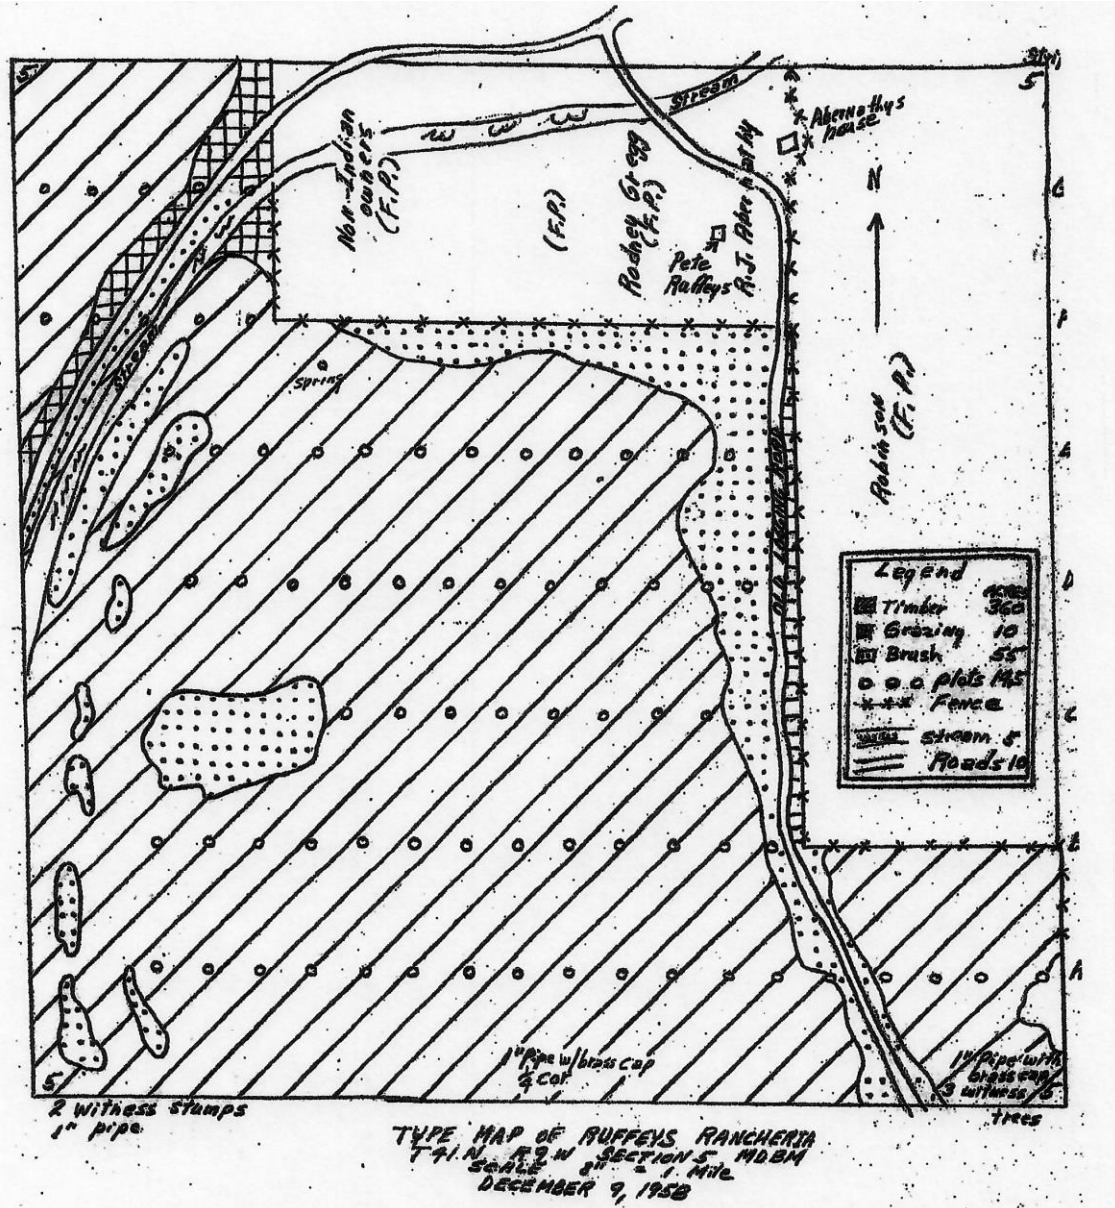 5
5
Stream
Abernathys
house
Non-Indian
owners
(F.P.)
(F.P.)
Rodney Gregg
(F.P.)
R.J. Abernathy
Pete
Ruffeys
N
Robinson
(F.P.)
Stream
Spring
OLD LOGGING ROAD
Legend
ACRES
Timber 360
Grazing 10
Brush 55
o o o plots
x x x Fence
stream 5
Roads 10
D
C
A
5
1" Pipe w/brass cap
¼ Cor.
1" Pipe with
brass cap
3 witness
trees
2 witness stumps
1" pipe
TYPE MAP OF RUFFEYS RANCHERIA
T41.N R9W SECTION 5 MDBM
SCALE 8" = 1 Mile
DECEMBER 9, 1958